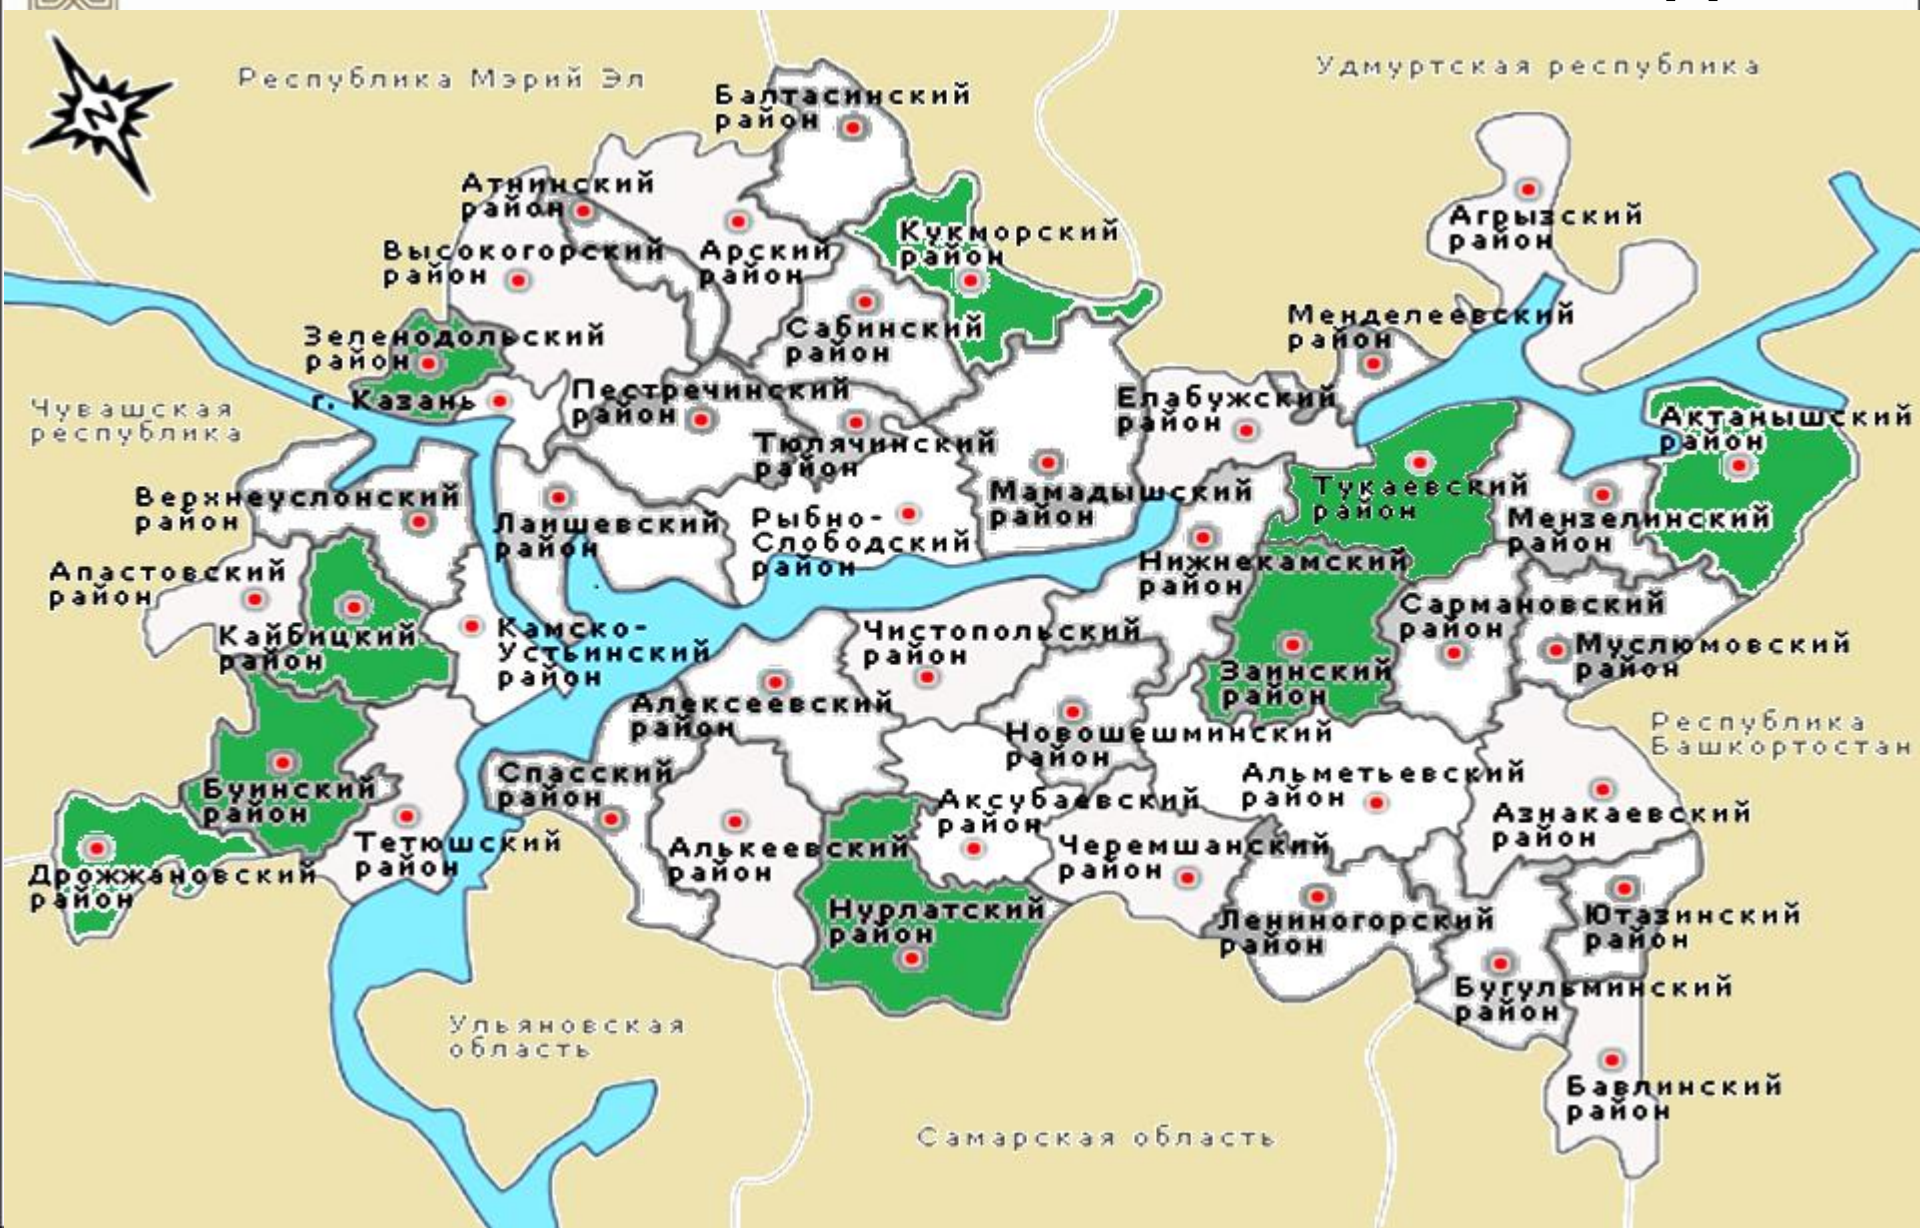 Республика Мэрий Эл
Удмуртская республика
Балтасинский
район
Атнинский
район
Агрызский
район
Кукморский
район
Высокогорский
район
Арский
район
Менделеевский
район
Зеленодольский
район
Сабинский
район
Пестречинский
район
Елабужский
район
г. Казань
Чувашская
республика
Актанышский
район
Тюлячинский
район
Верхнеуслонский
район
Лаишевский
район
Рыбно-
Слободский
район
Мамадышский
район
Тукаевский
район
Мензелинский
район
Апастовский
район
Нижнекамский
район
Кайбицкий
район
Камско-
Устьинский
район
Чистопольский
район
Сармановский
район
Муслюмовский
район
Заинский
район
Алексеевский
район
Новошешминский
район
Республика
Башкортостан
Буинский
район
Спасский
район
Альметьевский
район
Аксубаевский
район
Азнакаевский
район
Тетюшский
район
Алькеевский
район
Черемшанский
район
Дрожжановский
район
Нурлатский
район
Лениногорский
район
Ютазинский
район
Бугульминский
район
Ульяновская
область
Бавлинский
район
Самарская область